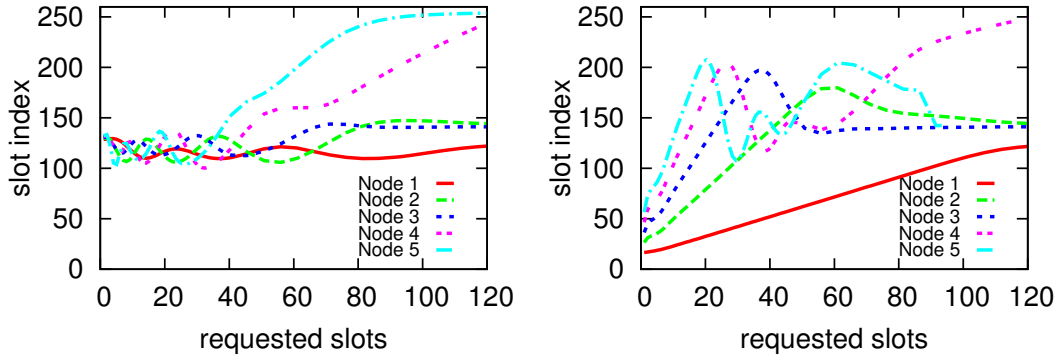 250
200
150
100
50
0
slot index
Node 1
Node 2
Node 3
Node 4
Node 5
0 20 40 60 80 100 120
requested slots
250
200
150
100
50
0
slot index
Node 1
Node 2
Node 3
Node 4
Node 5
0 20 40 60 80 100 120
requested slots